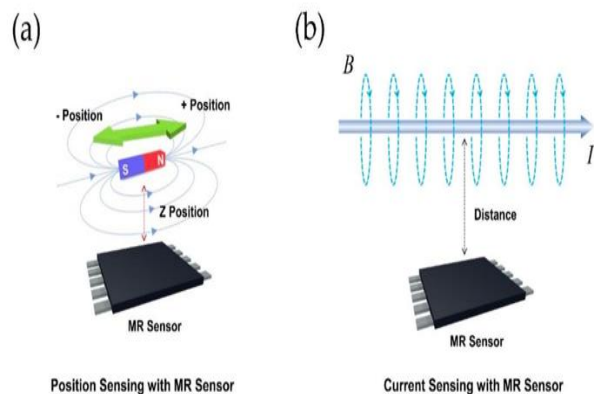 (a)
(b)
- Position
+ Position
S
N
Z Position
MR Sensor
Position Sensing with MR Sensor
B
I
Distance
MR Sensor
Current Sensing with MR Sensor